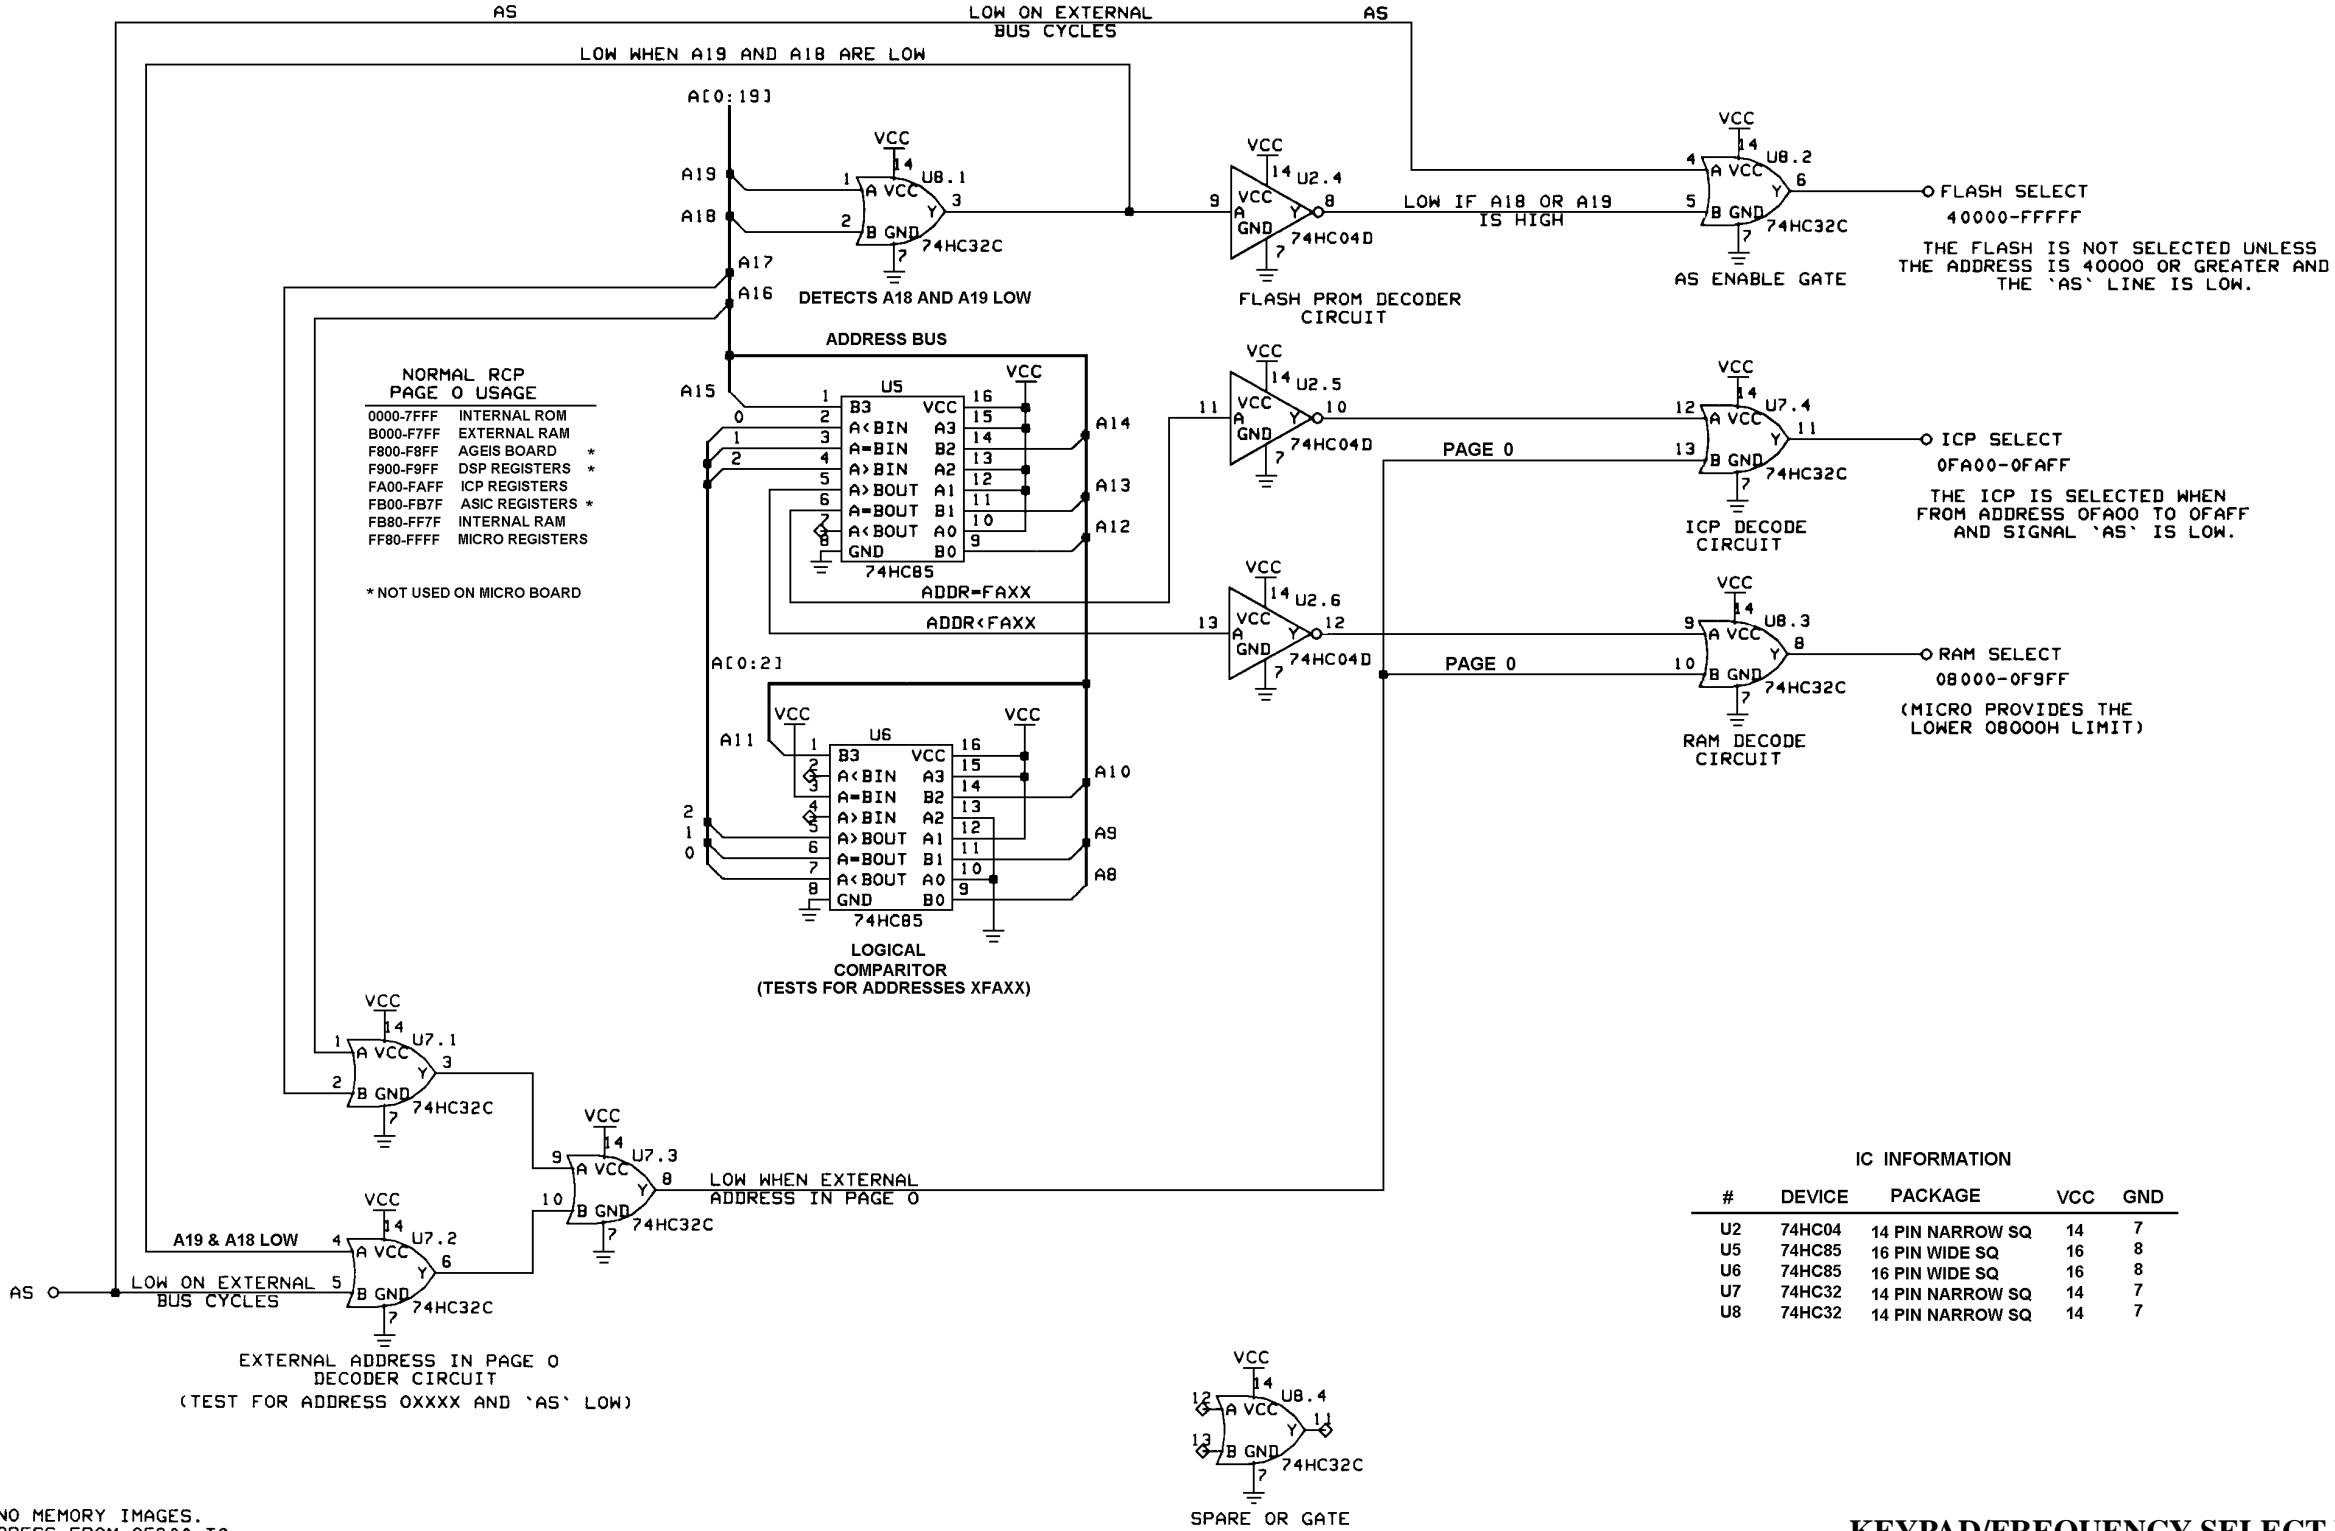 AS
LOW ON EXTERNAL
BUS CYCLES
AS
LOW WHEN A19 AND A18 ARE LOW
A[0:19]
A19
A18
A17
A16
VCC
14
1
A VCC
U8.1
3
Y
2
B GND
7
74HC32C
DETECTS A18 AND A19 LOW
VCC
14
U2.4
9
VCC
A
GND
Y
8
7
74HC04D
FLASH PROM DECODER
CIRCUIT
LOW IF A18 OR A19
IS HIGH
VCC
14
4
A VCC
U8.2
6
Y
5
B GND
7
74HC32C
AS ENABLE GATE
FLASH SELECT
40000-FFFFF
THE FLASH IS NOT SELECTED UNLESS
THE ADDRESS IS 40000 OR GREATER AND
THE `AS` LINE IS LOW.
ADDRESS BUS
NORMAL RCP
PAGE 0 USAGE
0000-7FFF INTERNAL ROM
B000-F7FF EXTERNAL RAM
F800-F8FF AGEIS BOARD *
F900-F9FF DSP REGISTERS *
FA00-FAFF ICP REGISTERS
FB00-FB7F ASIC REGISTERS *
FB80-FF7F INTERNAL RAM
FF80-FFFF MICRO REGISTERS
* NOT USED ON MICRO BOARD
A15
0
1
2
U5
VCC
1 B3 VCC 16
2 A<BIN A3 15
3 A=BIN B2 14
4 A>BIN A2 13
5 A>BOUT A1 12
6 A=BOUT B1 11
7 A<BOUT A0 10
8 GND B0 9
74HC85
A14
A13
A12
ADDR=FAXX
ADDR<FAXX
VCC
14
U2.5
11
VCC
A
GND
Y
10
7
74HC04D
PAGE 0
VCC
14
12
A VCC
U7.4
11
Y
13
B GND
7
74HC32C
ICP DECODE
CIRCUIT
ICP SELECT
0FA00-0FAFF
THE ICP IS SELECTED WHEN
FROM ADDRESS 0FA00 TO 0FAFF
AND SIGNAL `AS` IS LOW.
VCC
14
U2.6
13
VCC
A
GND
Y
12
7
74HC04D
PAGE 0
VCC
14
9
A VCC
U8.3
8
Y
10
B GND
7
74HC32C
RAM DECODE
CIRCUIT
RAM SELECT
08000-0F9FF
(MICRO PROVIDES THE
LOWER 08000H LIMIT)
A[0:2]
A11
VCC
U6
VCC
1 B3 VCC 16
2 A<BIN A3 15
3 A=BIN B2 14
4 A>BIN A2 13
5 A>BOUT A1 12
6 A=BOUT B1 11
7 A<BOUT A0 10
8 GND B0 9
74HC85
2
1
0
A10
A9
A8
LOGICAL
COMPARITOR
(TESTS FOR ADDRESSES XFAXX)
VCC
14
1
A VCC
U7.1
3
Y
2
B GND
7
74HC32C
VCC
14
9
A VCC
U7.3
8
Y
10
B GND
7
74HC32C
LOW WHEN EXTERNAL
ADDRESS IN PAGE 0
VCC
14
A19 & A18 LOW
4
A VCC
U7.2
6
Y
AS
LOW ON EXTERNAL
BUS CYCLES
5
B GND
7
74HC32C
EXTERNAL ADDRESS IN PAGE 0
DECODER CIRCUIT
(TEST FOR ADDRESS 0XXXX AND `AS` LOW)
IC INFORMATION
# DEVICE PACKAGE VCC GND
U2 74HC04 14 PIN NARROW SQ 14 7
U5 74HC85 16 PIN WIDE SQ 16 8
U6 74HC85 16 PIN WIDE SQ 16 8
U7 74HC32 14 PIN NARROW SQ 14 7
U8 74HC32 14 PIN NARROW SQ 14 7
VCC
14
12
A VCC
U8.4
11
Y
13
B GND
7
74HC32C
SPARE OR GATE
NO MEMORY IMAGES.
KEYPAD/FREQUENCY SELECT